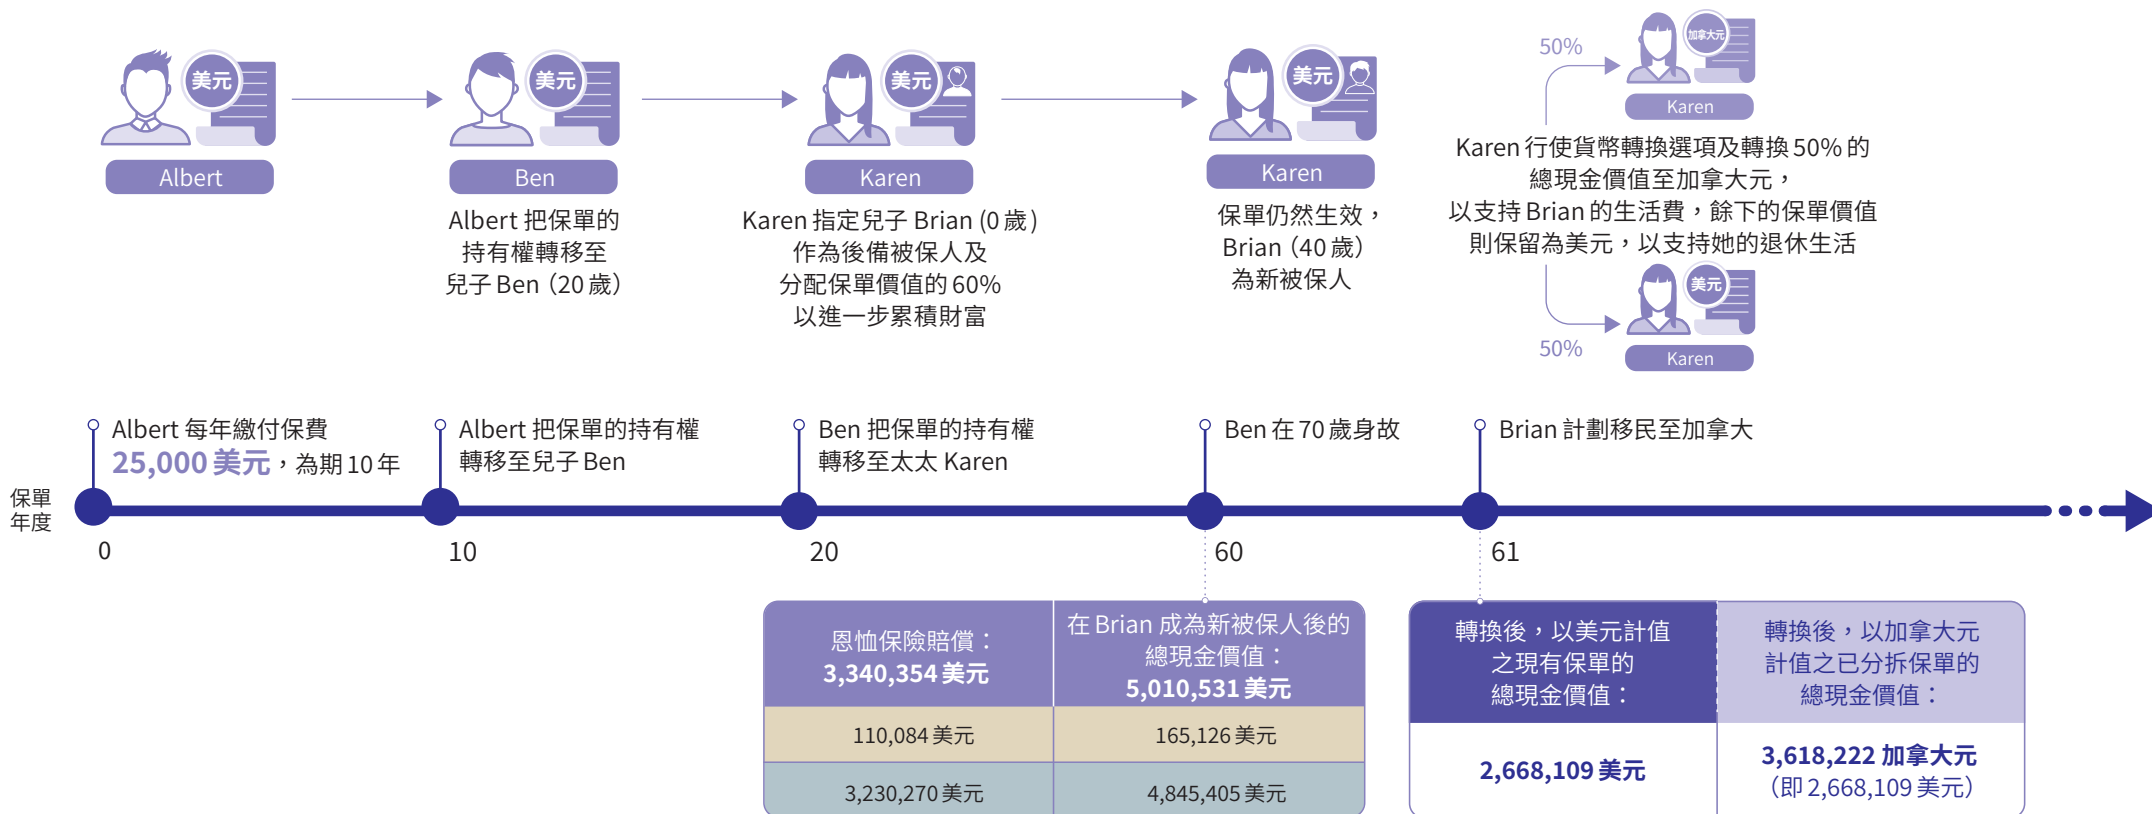 美元
Albert
美元
Ben
Albert 把保單的
持有權轉移至
兒子 Ben（20 歲）
美元
Karen
Karen 指定兒子 Brian (0 歲)
作為後備被保人及
分配保單價值的 60%
以進一步累積財富
美元
Karen
保單仍然生效，
Brian（40 歲）
為新被保人
50%
加拿大元
Karen
Karen 行使貨幣轉換選項及轉換 50% 的
總現金價值至加拿大元，
以支持 Brian 的生活費，餘下的保單價值
則保留為美元，以支持她的退休生活
美元
50%
Karen
Albert 每年繳付保費
25,000 美元，為期 10 年
Albert 把保單的持有權
轉移至兒子 Ben
Ben 把保單的持有權
轉移至太太 Karen
Ben 在 70 歲身故
Brian 計劃移民至加拿大
保單
年度
0
10
20
60
61
恩恤保險賠償：
3,340,354 美元
在 Brian 成為新被保人後的
總現金價值：
5,010,531 美元
110,084 美元
165,126 美元
3,230,270 美元
4,845,405 美元
轉換後，以美元計值
之現有保單的
總現金價值：
轉換後，以加拿大元
計值之已分拆保單的
總現金價值：
2,668,109 美元
3,618,222 加拿大元
（即 2,668,109 美元）